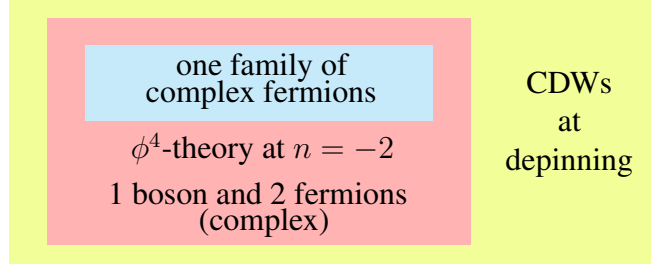 one family of
complex fermions
ϕ⁴-theory at n = −2
1 boson and 2 fermions
(complex)
CDWs
at
depinning